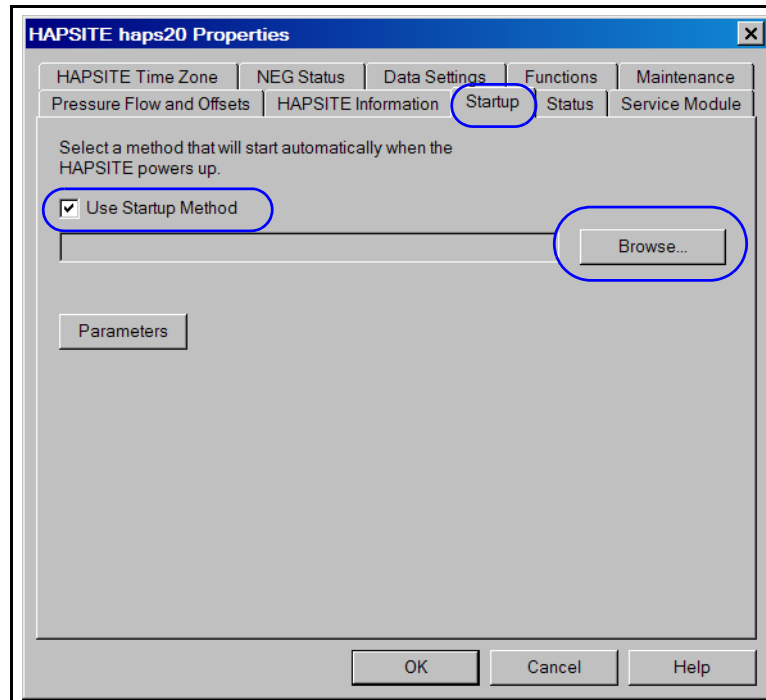 HAPSITE haps20 Properties
HAPSITE Time Zone NEG Status Data Settings Functions Maintenance
Pressure Flow and Offsets HAPSITE Information Startup Status Service Module
Select a method that will start automatically when the
HAPSITE powers up.
Use Startup Method
Browse...
Parameters
OK Cancel Help